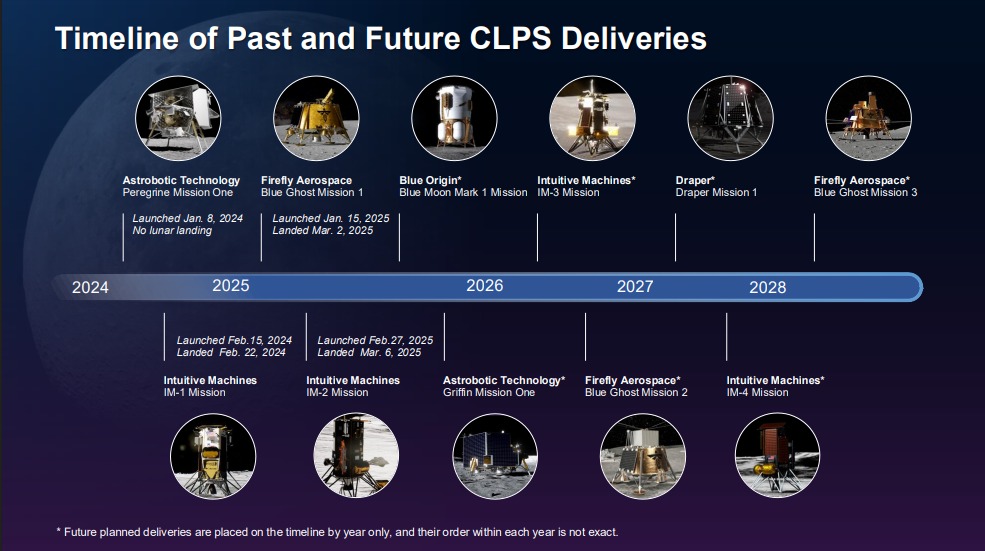 Timeline of Past and Future CLPS Deliveries
Astrobotic Technology
Peregrine Mission One
Firefly Aerospace
Blue Ghost Mission 1
Blue Origin*
Blue Moon Mark 1 Mission
Intuitive Machines*
IM-3 Mission
Draper*
Draper Mission 1
Firefly Aerospace*
Blue Ghost Mission 3
Launched Jan. 8, 2024
No lunar landing
Launched Jan. 15, 2025
Landed Mar. 2, 2025
2024
2025
2026
2027
2028
Launched Feb.15, 2024
Landed Feb. 22, 2024
Launched Feb.27, 2025
Landed Mar. 6, 2025
Intuitive Machines
IM-1 Mission
Intuitive Machines
IM-2 Mission
Astrobotic Technology*
Griffin Mission One
Firefly Aerospace*
Blue Ghost Mission 2
Intuitive Machines*
IM-4 Mission
* Future planned deliveries are placed on the timeline by year only, and their order within each year is not exact.